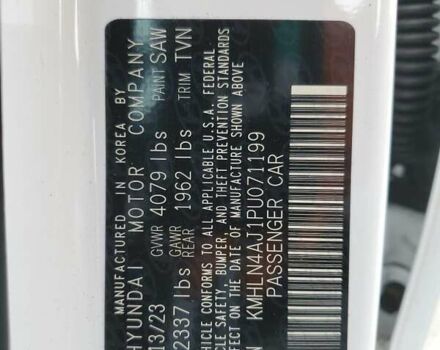 MANUFACTURED IN KOREA BY
HYUNDAI MOTOR COMPANY
13/23 GVWR 4079 lbs PAINT SAW
2337 lbs GAWR REAR 1962 lbs TRIM TVN
VEHICLE CONFORMS TO ALL APPLICABLE U.S.A. FEDERAL
VEHICLE SAFETY, BUMPER, AND THEFT PREVENTION STANDARDS
ON THE DATE OF MANUFACTURE SHOWN ABOVE
KMHLN4AJ1PU071199
PASSENGER CAR